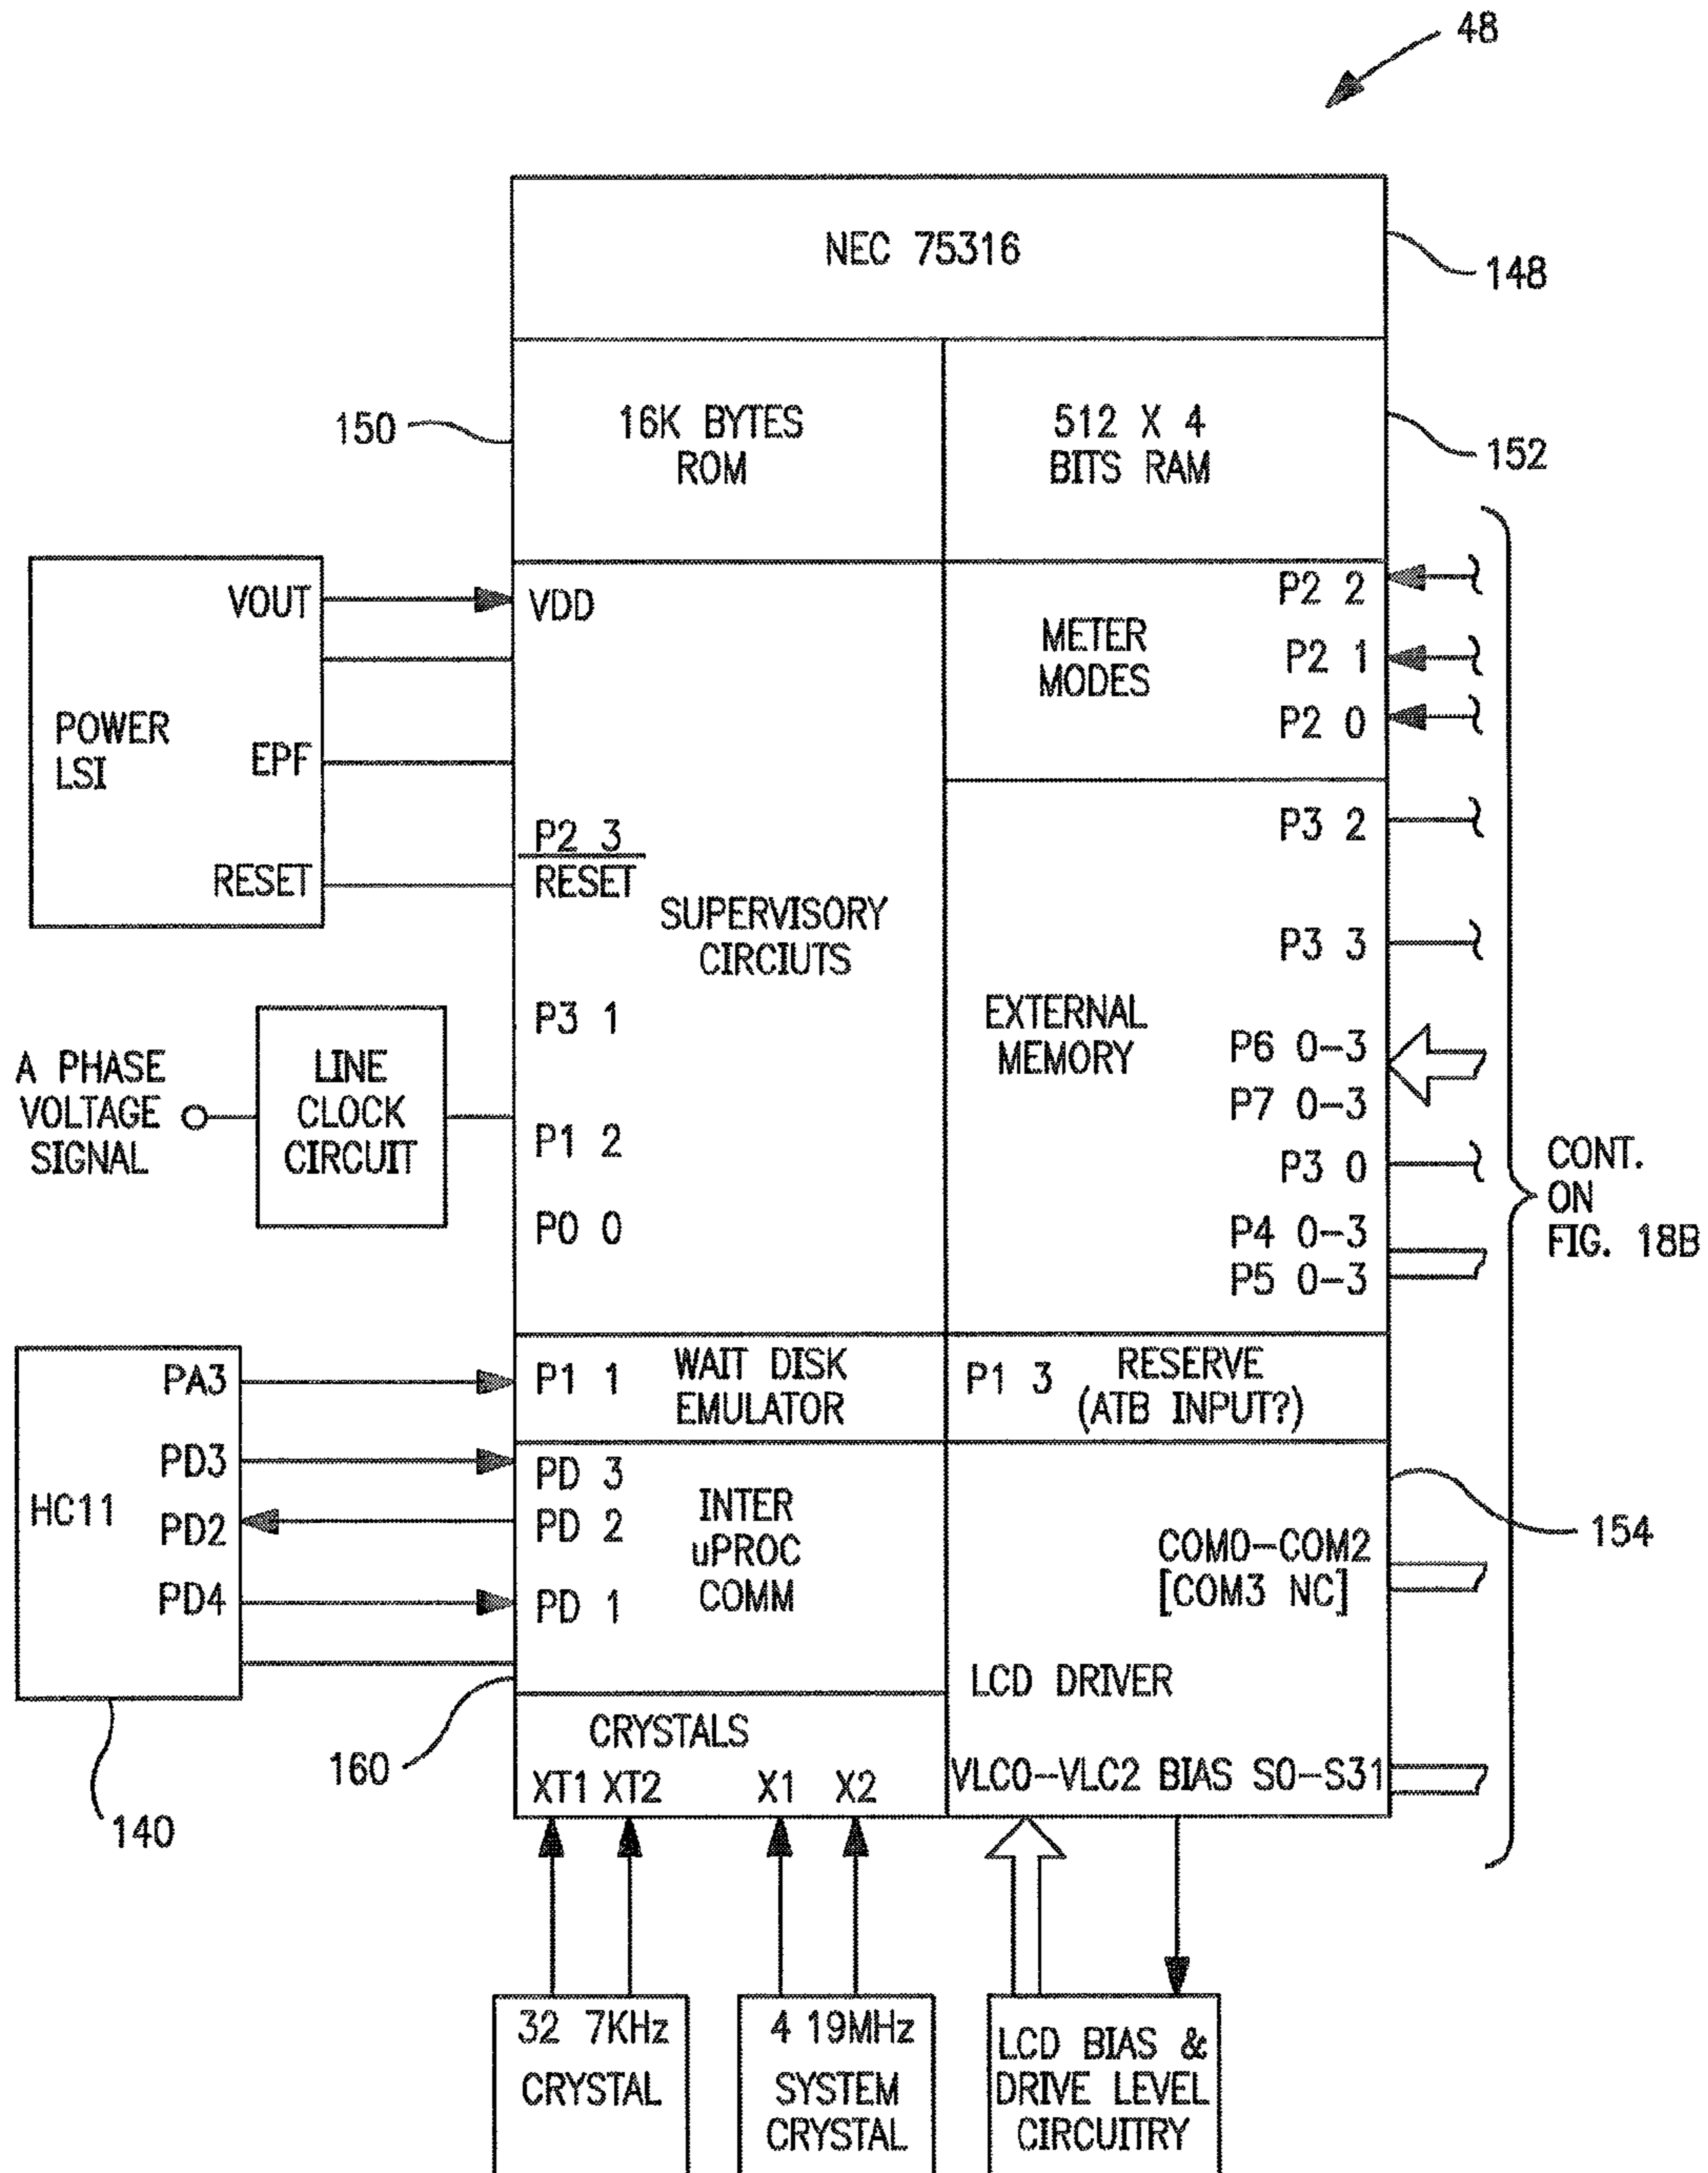 48
NEC 75316
148
150
16K BYTES
ROM
512 X 4
BITS RAM
152
POWER
LSI
VOUT
EPF
RESET
VDD
P2 3
RESET
SUPERVISORY
CIRCIUTS
P3 1
P1 2
P0 0
METER
MODES
P2 2
P2 1
P2 0
EXTERNAL
MEMORY
P3 2
P3 3
P6 0-3
P7 0-3
P3 0
P4 0-3
P5 0-3
CONT.
ON
FIG. 18B
A PHASE
VOLTAGE
SIGNAL
LINE
CLOCK
CIRCUIT
HC11
PA3
PD3
PD2
PD4
140
P1 1
WAIT DISK
EMULATOR
P1 3
RESERVE
(ATB INPUT?)
PD 3
PD 2
PD 1
INTER
uPROC
COMM
160
154
COM0-COM2
[COM3 NC]
LCD DRIVER
VLC0-VLC2 BIAS S0-S31
CRYSTALS
XT1 XT2 X1 X2
32 7KHz
CRYSTAL
4 19MHz
SYSTEM
CRYSTAL
LCD BIAS &
DRIVE LEVEL
CIRCUITRY